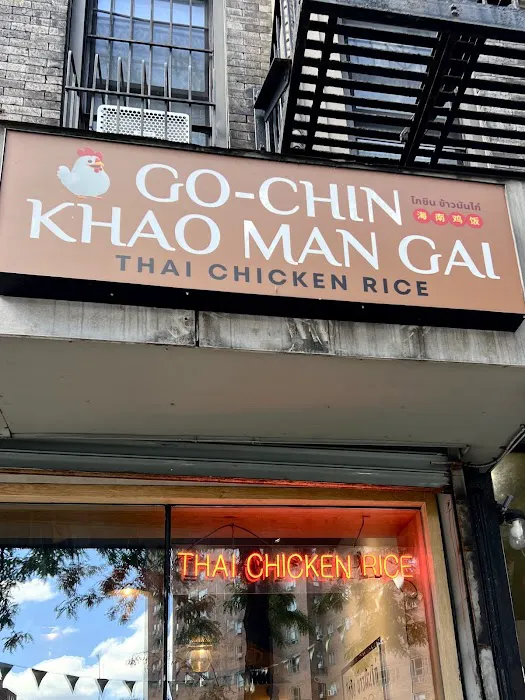 GO-CHIN
โกชิน ข้าวมันไก่
海南鸡饭
KHAO MAN GAI
THAI CHICKEN RICE
THAI CHICKEN RICE